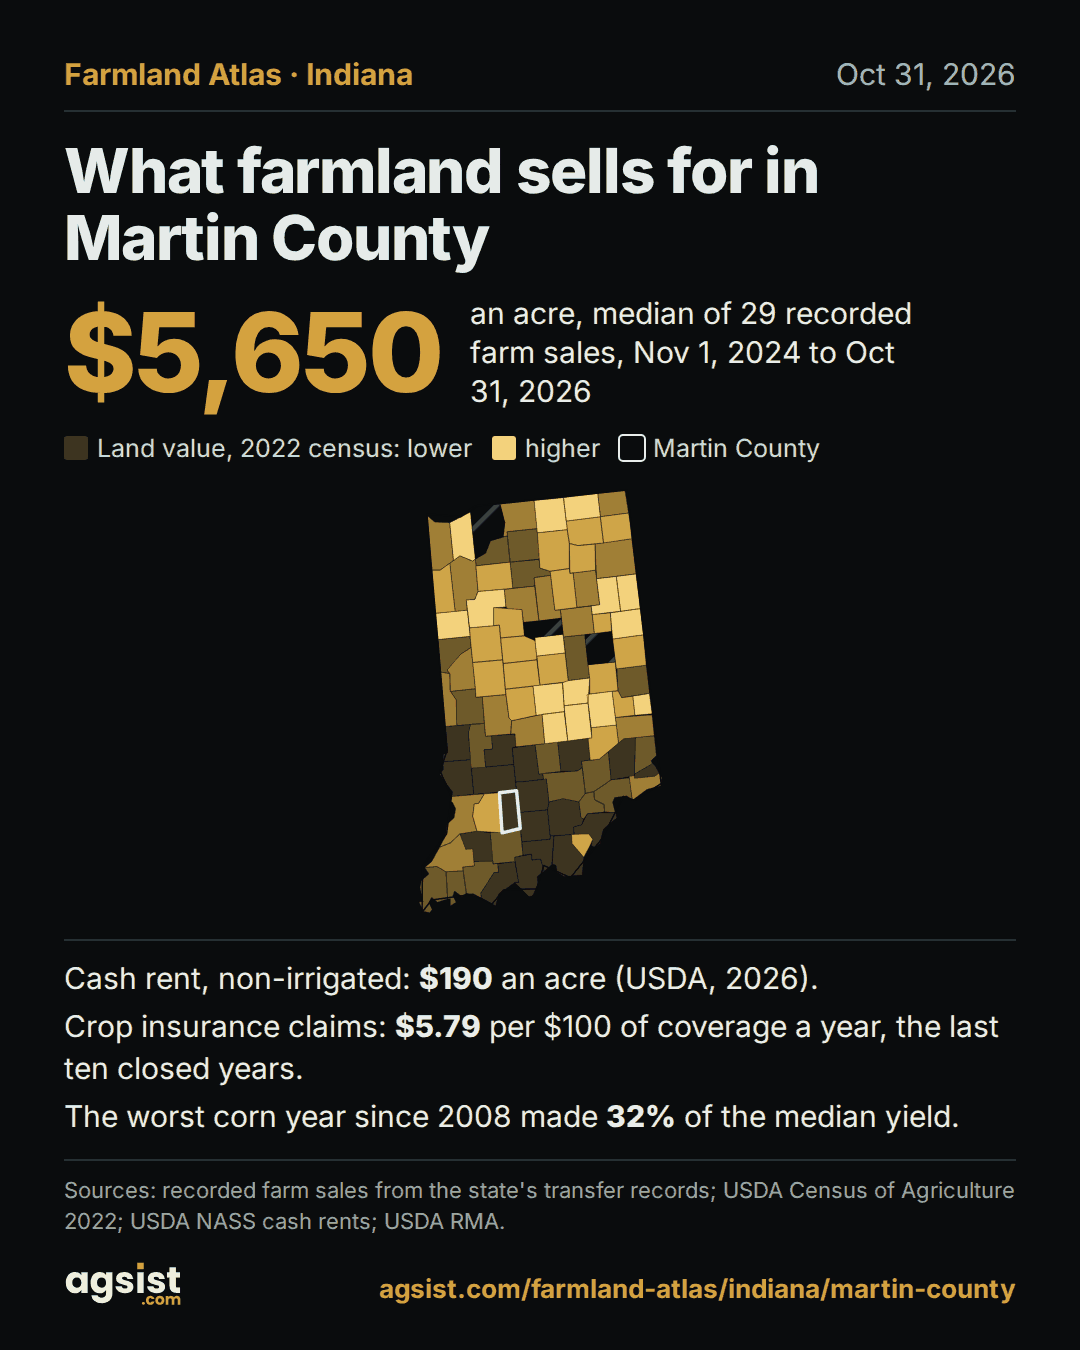 Farmland Atlas · Indiana
Oct 31, 2026
What farmland sells for in
Martin County
$5,650
an acre, median of 29 recorded
farm sales, Nov 1, 2024 to Oct
31, 2026
Land value, 2022 census: lower
higher
Martin County
Cash rent, non-irrigated: $190 an acre (USDA, 2026).
Crop insurance claims: $5.79 per $100 of coverage a year, the last
ten closed years.
The worst corn year since 2008 made 32% of the median yield.
Sources: recorded farm sales from the state's transfer records; USDA Census of Agriculture
2022; USDA NASS cash rents; USDA RMA.
agsist
.com
agsist.com/farmland-atlas/indiana/martin-county